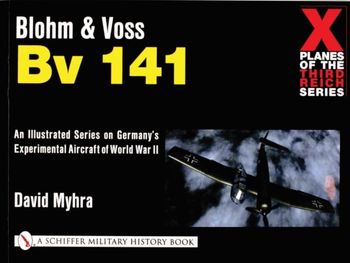 Blohm & Voss
Bv 141
X
PLANES OF THE
THIRD REICH
SERIES
An Illustrated Series on Germany's
Experimental Aircraft of World War II
David Myhra
A SCHIFFER MILITARY HISTORY BOOK